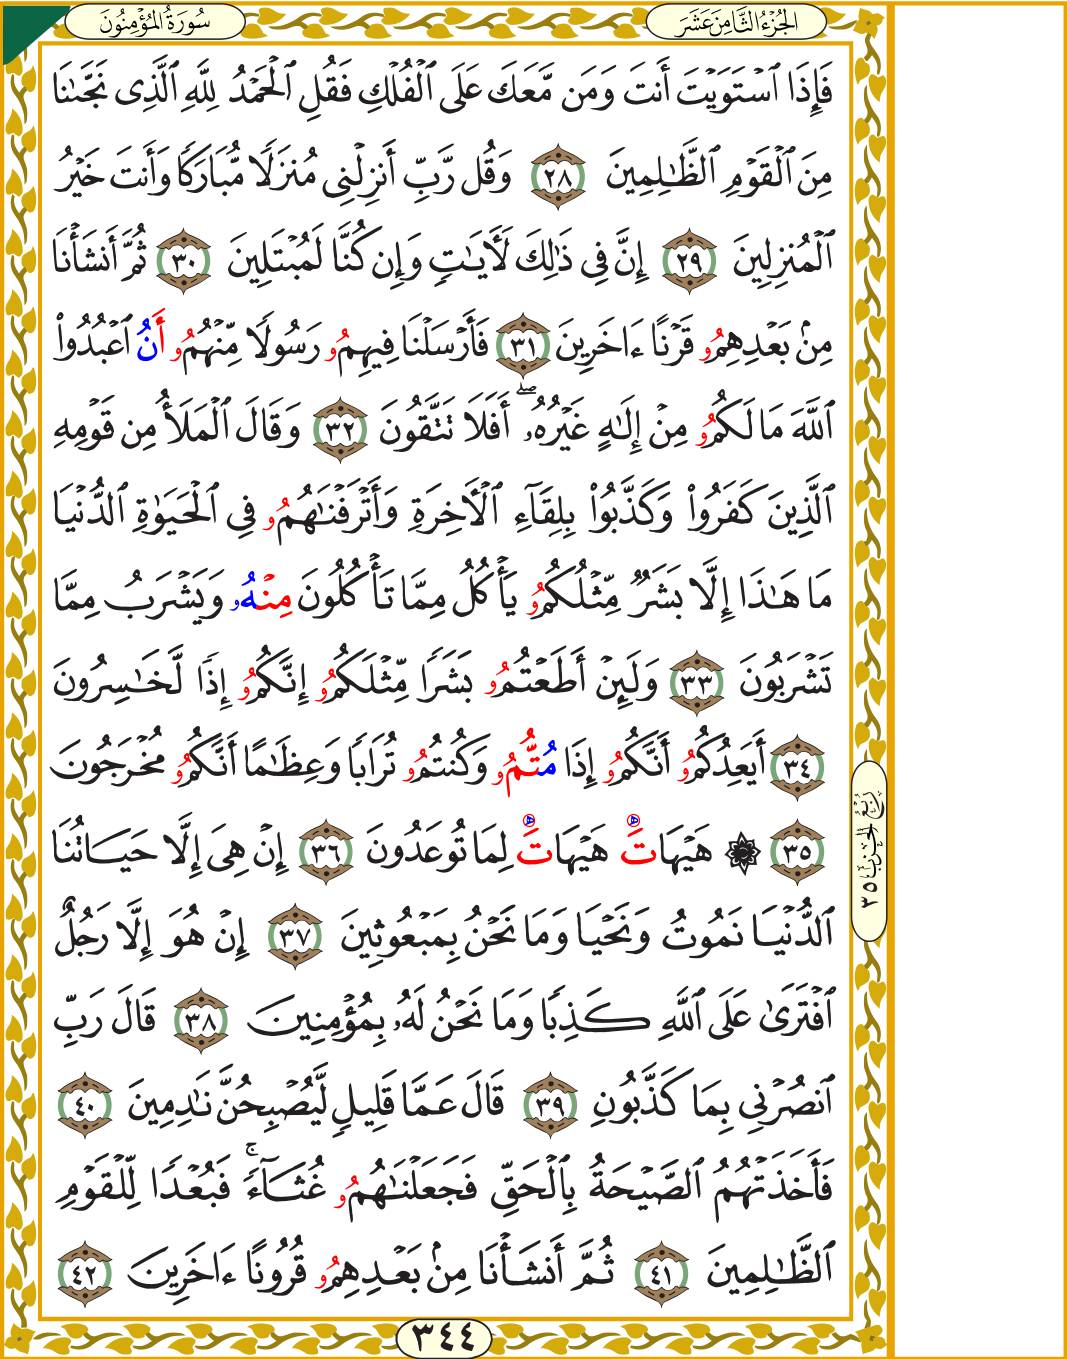 سُورَةُ المُؤْمِنُونَ
الجُزْءُ الثَّامِنَ عَشَرَ
فَإِذَا ٱسْتَوَيْتَ أَنتَ وَمَن مَّعَكَ عَلَى ٱلْفُلْكِ فَقُلِ ٱلْحَمْدُ لِلَّهِ ٱلَّذِى نَجَّىٰنَا
مِنَ ٱلْقَوْمِ ٱلظَّـٰلِمِينَ ٢٨ وَقُل رَّبِّ أَنزِلْنِى مُنزَلًا مُّبَارَكًا وَأَنتَ خَيْرُ
ٱلْمُنزِلِينَ ٢٩ إِنَّ فِى ذَٰلِكَ لَـَٔايَـٰتٍ وَإِن كُنَّا لَمُبْتَلِينَ ٣٠ ثُمَّ أَنشَأْنَا
مِنۢ بَعْدِهِمُۥ قَرْنًا ءَاخَرِينَ ٣١ فَأَرْسَلْنَا فِيهِمُۥ رَسُولًا مِّنْهُمُۥ أَنُ ٱعْبُدُوا۟
ٱللَّهَ مَا لَكُمُۥ مِنْ إِلَـٰهٍ غَيْرُهُۥٓ ۖ أَفَلَا تَتَّقُونَ ٣٢ وَقَالَ ٱلْمَلَأُ مِن قَوْمِهِ
ٱلَّذِينَ كَفَرُوا۟ وَكَذَّبُوا۟ بِلِقَآءِ ٱلْـَٔاخِرَةِ وَأَتْرَفْنَـٰهُمُۥ فِى ٱلْحَيَوٰةِ ٱلدُّنْيَا
مَا هَـٰذَا إِلَّا بَشَرٌ مِّثْلُكُمُۥ يَأْكُلُ مِمَّا تَأْكُلُونَ مِنْهُۥ وَيَشْرَبُ مِمَّا
تَشْرَبُونَ ٣٣ وَلَئِنْ أَطَعْتُمُۥ بَشَرًا مِّثْلَكُمُۥ إِنَّكُمُۥ إِذًا لَّخَـٰسِرُونَ
٣٤ أَيَعِدُكُمُۥ أَنَّكُمُۥ إِذَا مُتُّمُۥ وَكُنتُمُۥ تُرَابًا وَعِظَـٰمًا أَنَّكُمُۥ مُخْرَجُونَ
٣٥ ۞ هَيْهَاتَ هَيْهَاتَ لِمَا تُوعَدُونَ ٣٦ إِنْ هِىَ إِلَّا حَيَاتُنَا
ٱلدُّنْيَا نَمُوتُ وَنَحْيَا وَمَا نَحْنُ بِمَبْعُوثِينَ ٣٧ إِنْ هُوَ إِلَّا رَجُلٌ
ٱفْتَرَىٰ عَلَى ٱللَّهِ كَذِبًا وَمَا نَحْنُ لَهُۥ بِمُؤْمِنِينَ ٣٨ قَالَ رَبِّ
ٱنصُرْنِى بِمَا كَذَّبُونِ ٣٩ قَالَ عَمَّا قَلِيلٍ لَّيُصْبِحُنَّ نَـٰدِمِينَ ٤٠
فَأَخَذَتْهُمُ ٱلصَّيْحَةُ بِٱلْحَقِّ فَجَعَلْنَـٰهُمُۥ غُثَآءً ۚ فَبُعْدًا لِّلْقَوْمِ
ٱلظَّـٰلِمِينَ ٤١ ثُمَّ أَنشَأْنَا مِنۢ بَعْدِهِمُۥ قُرُونًا ءَاخَرِينَ ٤٢
رُبْعُ الحِزْبِ ٣٥
٣٤٤